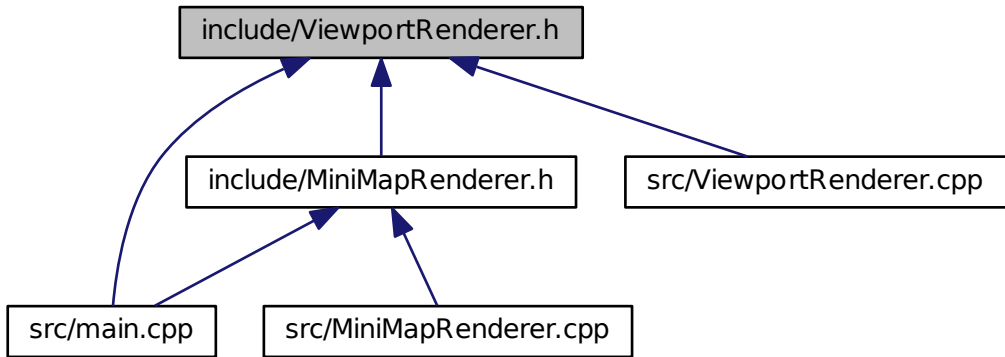 include/ViewportRenderer.h
include/MiniMapRenderer.h
src/ViewportRenderer.cpp
src/main.cpp
src/MiniMapRenderer.cpp